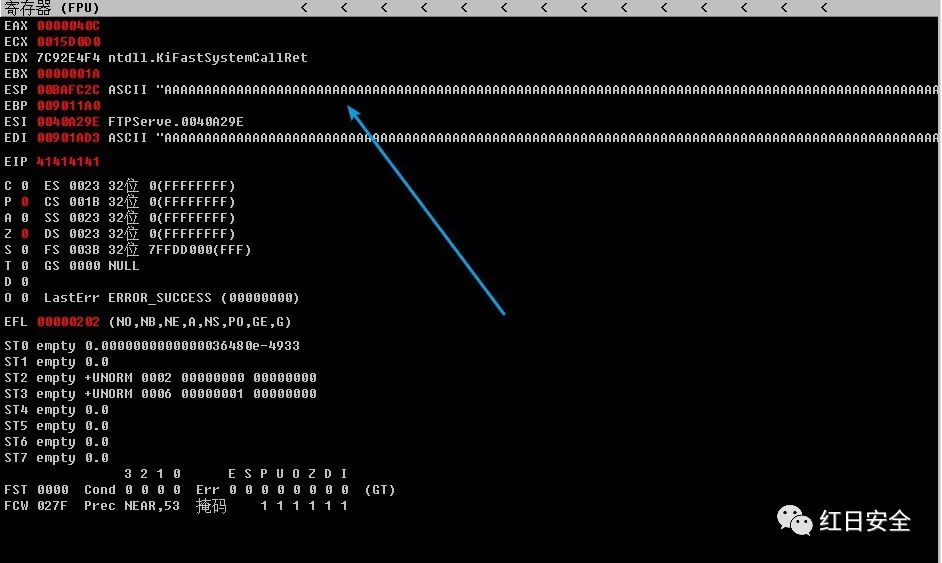 寄存器 (FPU) < < < < < < < < < < < < < <
EAX 0000040C
ECX 0015D0D0
EDX 7C92E4F4 ntdll.KiFastSystemCallRet
EBX 0000001A
ESP 00BAFC2C ASCII "AAAAAAAAAAAAAAAAAAAAAAAAAAAAAAAAAAAAAAAAAAAAAAAAAAAAAAAAAAAAAAAAAAAAAAAAAAAAAAAAAAAAAAAAAAAAAAAA
EBP 009011A0
ESI 0040A29E FTPServe.0040A29E
EDI 00901AD3 ASCII "AAAAAAAAAAAAAAAAAAAAAAAAAAAAAAAAAAAAAAAAAAAAAAAAAAAAAAAAAAAAAAAAAAAAAAAAAAAAAAAAAAAAAAAAAAAAAAAA
EIP 41414141
C 0 ES 0023 32位 0(FFFFFFFF)
P 0 CS 001B 32位 0(FFFFFFFF)
A 0 SS 0023 32位 0(FFFFFFFF)
Z 0 DS 0023 32位 0(FFFFFFFF)
S 0 FS 003B 32位 7FFDD000(FFF)
T 0 GS 0000 NULL
D 0
O 0 LastErr ERROR_SUCCESS (00000000)
EFL 00000202 (NO,NB,NE,A,NS,PO,GE,G)
ST0 empty 0.0000000000000036480e-4933
ST1 empty 0.0
ST2 empty +UNORM 0002 00000000 00000000
ST3 empty +UNORM 0006 00000001 00000000
ST4 empty 0.0
ST5 empty 0.0
ST6 empty 0.0
ST7 empty 0.0
3 2 1 0 E S P U O Z D I
FST 0000 Cond 0 0 0 0 Err 0 0 0 0 0 0 0 0 (GT)
FCW 027F Prec NEAR,53 掩码 1 1 1 1 1 1
红日安全